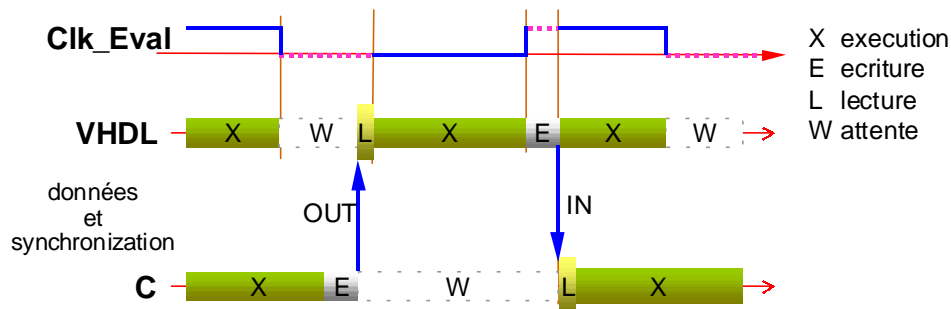 Clk_Eval
X execution
E ecriture
L lecture
W attente
VHDL
X
W
L
X
E
X
W
données
et
synchronization
OUT
IN
C
X
E
W
L
X